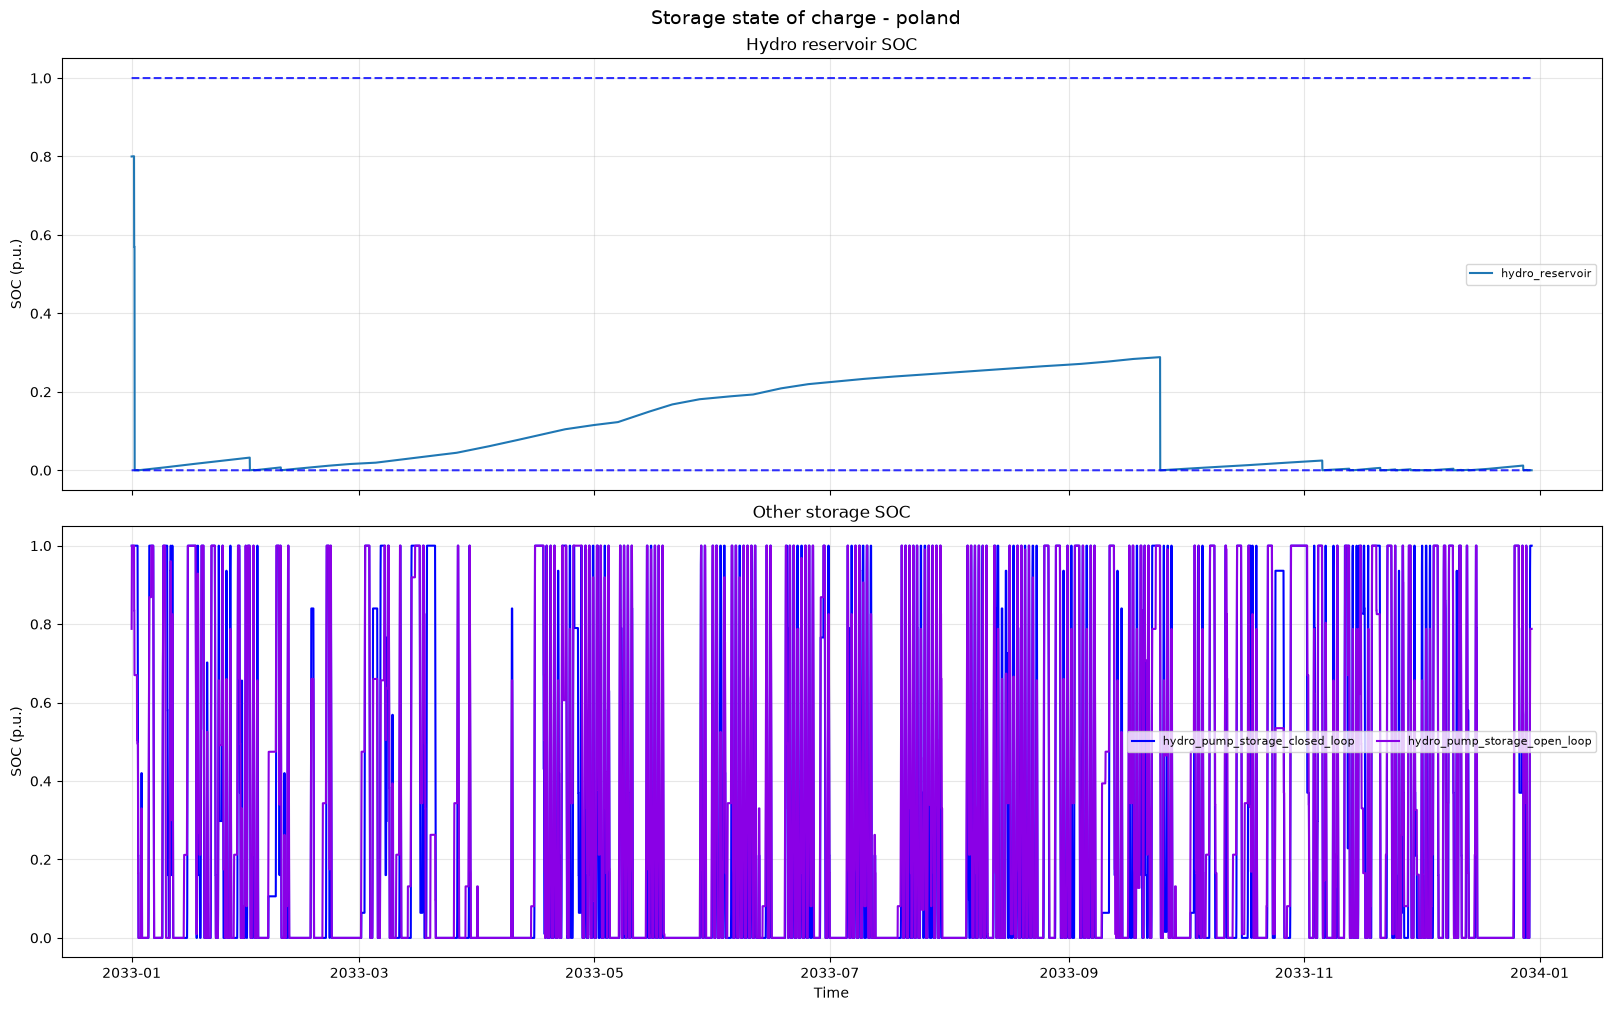 Storage state of charge - poland
Hydro reservoir SOC
1.0
0.8
0.6
0.4
0.2
0.0
SOC (p.u.)
hydro_reservoir
Other storage SOC
1.0
0.8
0.6
0.4
0.2
0.0
SOC (p.u.)
hydro_pump_storage_closed_loop hydro_pump_storage_open_loop
2033-01 2033-03 2033-05 2033-07 2033-09 2033-11 2034-01
Time